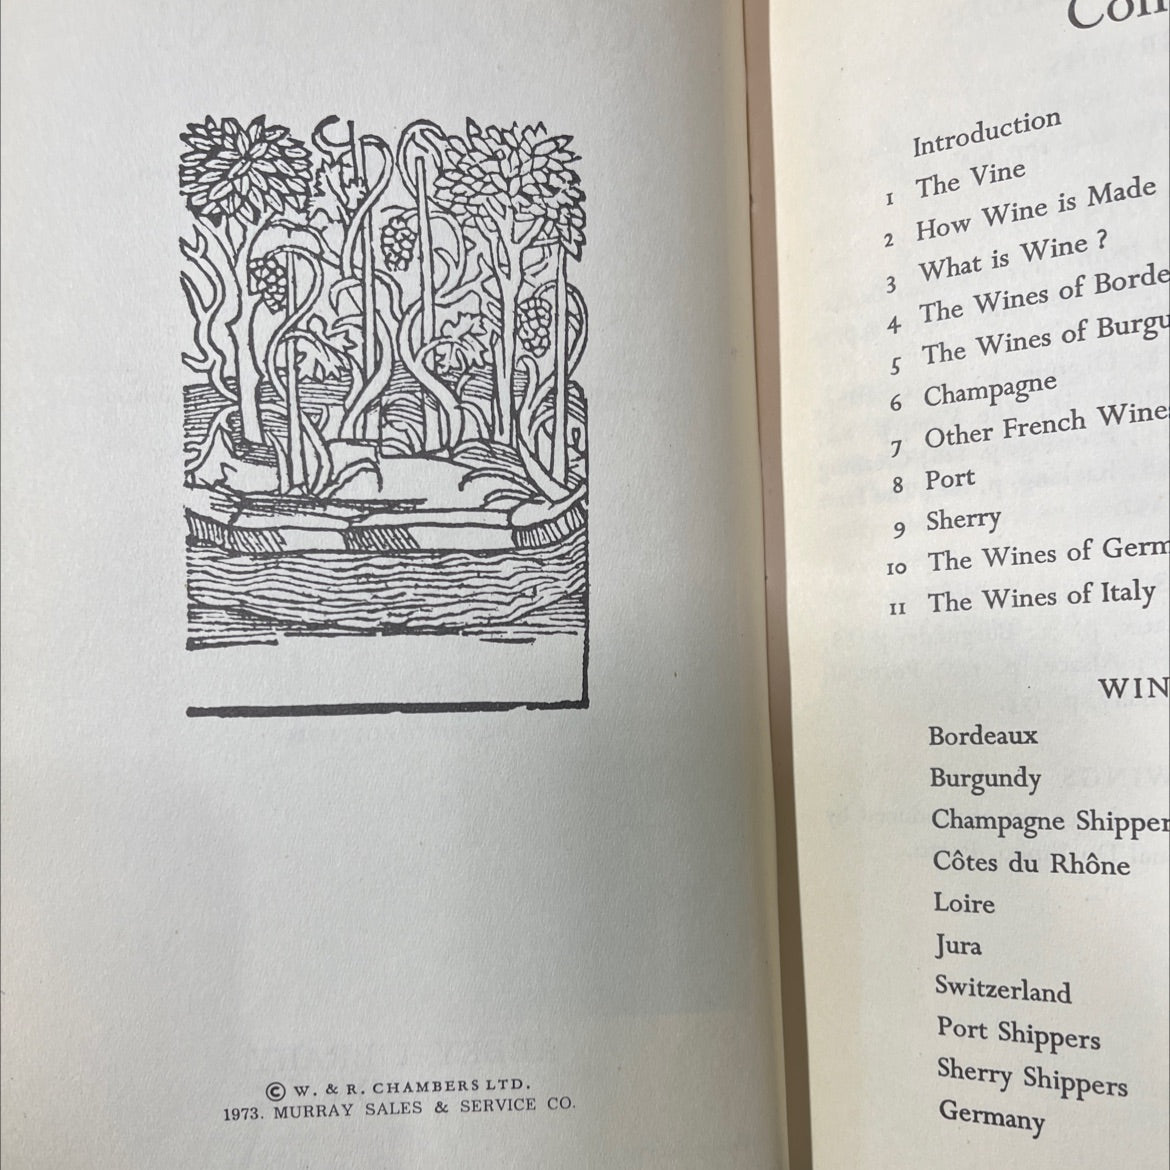 © W. & R. CHAMBERS LTD.
1973. MURRAY SALES & SERVICE CO.
Introduction
1 The Vine
2 How Wine is Made
3 What is Wine ?
4 The Wines of Borde
5 The Wines of Burgu
6 Champagne
7 Other French Wine
8 Port
9 Sherry
10 The Wines of Germ
11 The Wines of Italy
WIN
Bordeaux
Burgundy
Champagne Shipper
Côtes du Rhône
Loire
Jura
Switzerland
Port Shippers
Sherry Shippers
Germany